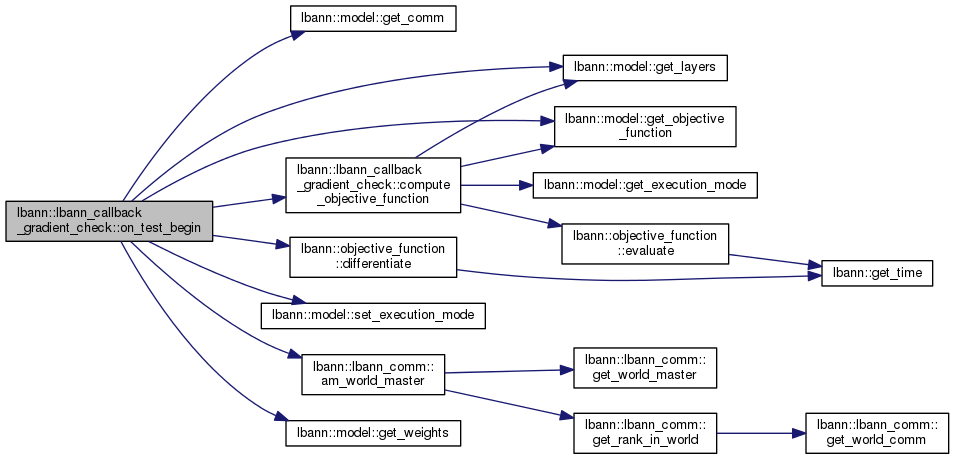 lbann::model::get_comm
lbann::model::get_layers
lbann::model::get_objective
_function
lbann::lbann_callback
_gradient_check::compute
_objective_function
lbann::model::get_execution_mode
lbann::lbann_callback
_gradient_check::on_test_begin
lbann::objective_function
::evaluate
lbann::objective_function
::differentiate
lbann::get_time
lbann::model::set_execution_mode
lbann::lbann_comm::
am_world_master
lbann::lbann_comm::
get_world_master
lbann::model::get_weights
lbann::lbann_comm::
get_rank_in_world
lbann::lbann_comm::
get_world_comm